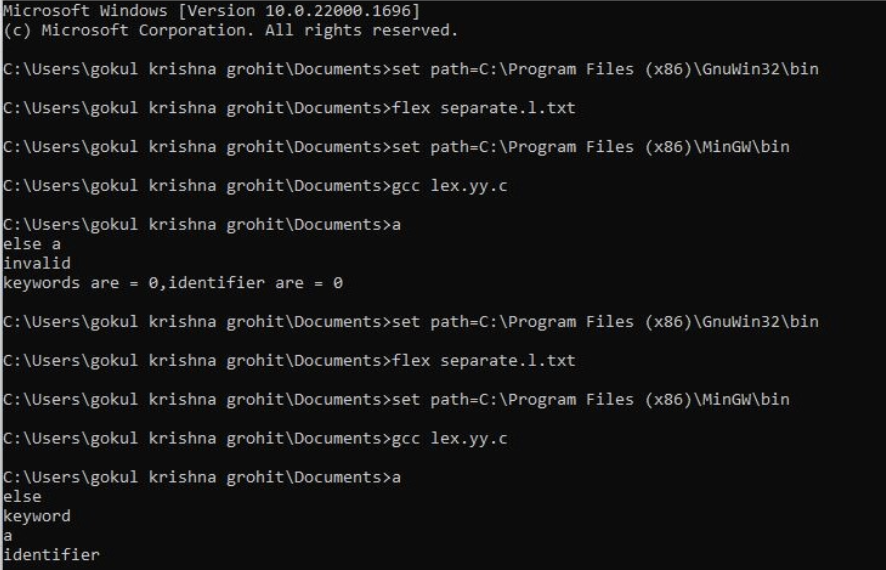 Microsoft Windows [Version 10.0.22000.1696]
(c) Microsoft Corporation. All rights reserved.
C:\Users\gokul krishna grohit\Documents>set path=C:\Program Files (x86)\GnuWin32\bin
C:\Users\gokul krishna grohit\Documents>flex separate.l.txt
C:\Users\gokul krishna grohit\Documents>set path=C:\Program Files (x86)\MinGW\bin
C:\Users\gokul krishna grohit\Documents>gcc lex.yy.c
C:\Users\gokul krishna grohit\Documents>a
else a
invalid
keywords are = 0,identifier are = 0
C:\Users\gokul krishna grohit\Documents>set path=C:\Program Files (x86)\GnuWin32\bin
C:\Users\gokul krishna grohit\Documents>flex separate.l.txt
C:\Users\gokul krishna grohit\Documents>set path=C:\Program Files (x86)\MinGW\bin
C:\Users\gokul krishna grohit\Documents>gcc lex.yy.c
C:\Users\gokul krishna grohit\Documents>a
else
keyword
a
identifier